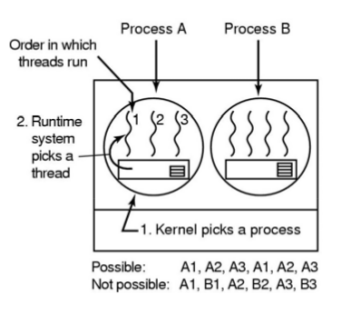 Process A
Process B
Order in which
threads run
1 2 3
2. Runtime
system
picks a
thread
1. Kernel picks a process
Possible: A1, A2, A3, A1, A2, A3
Not possible: A1, B1, A2, B2, A3, B3